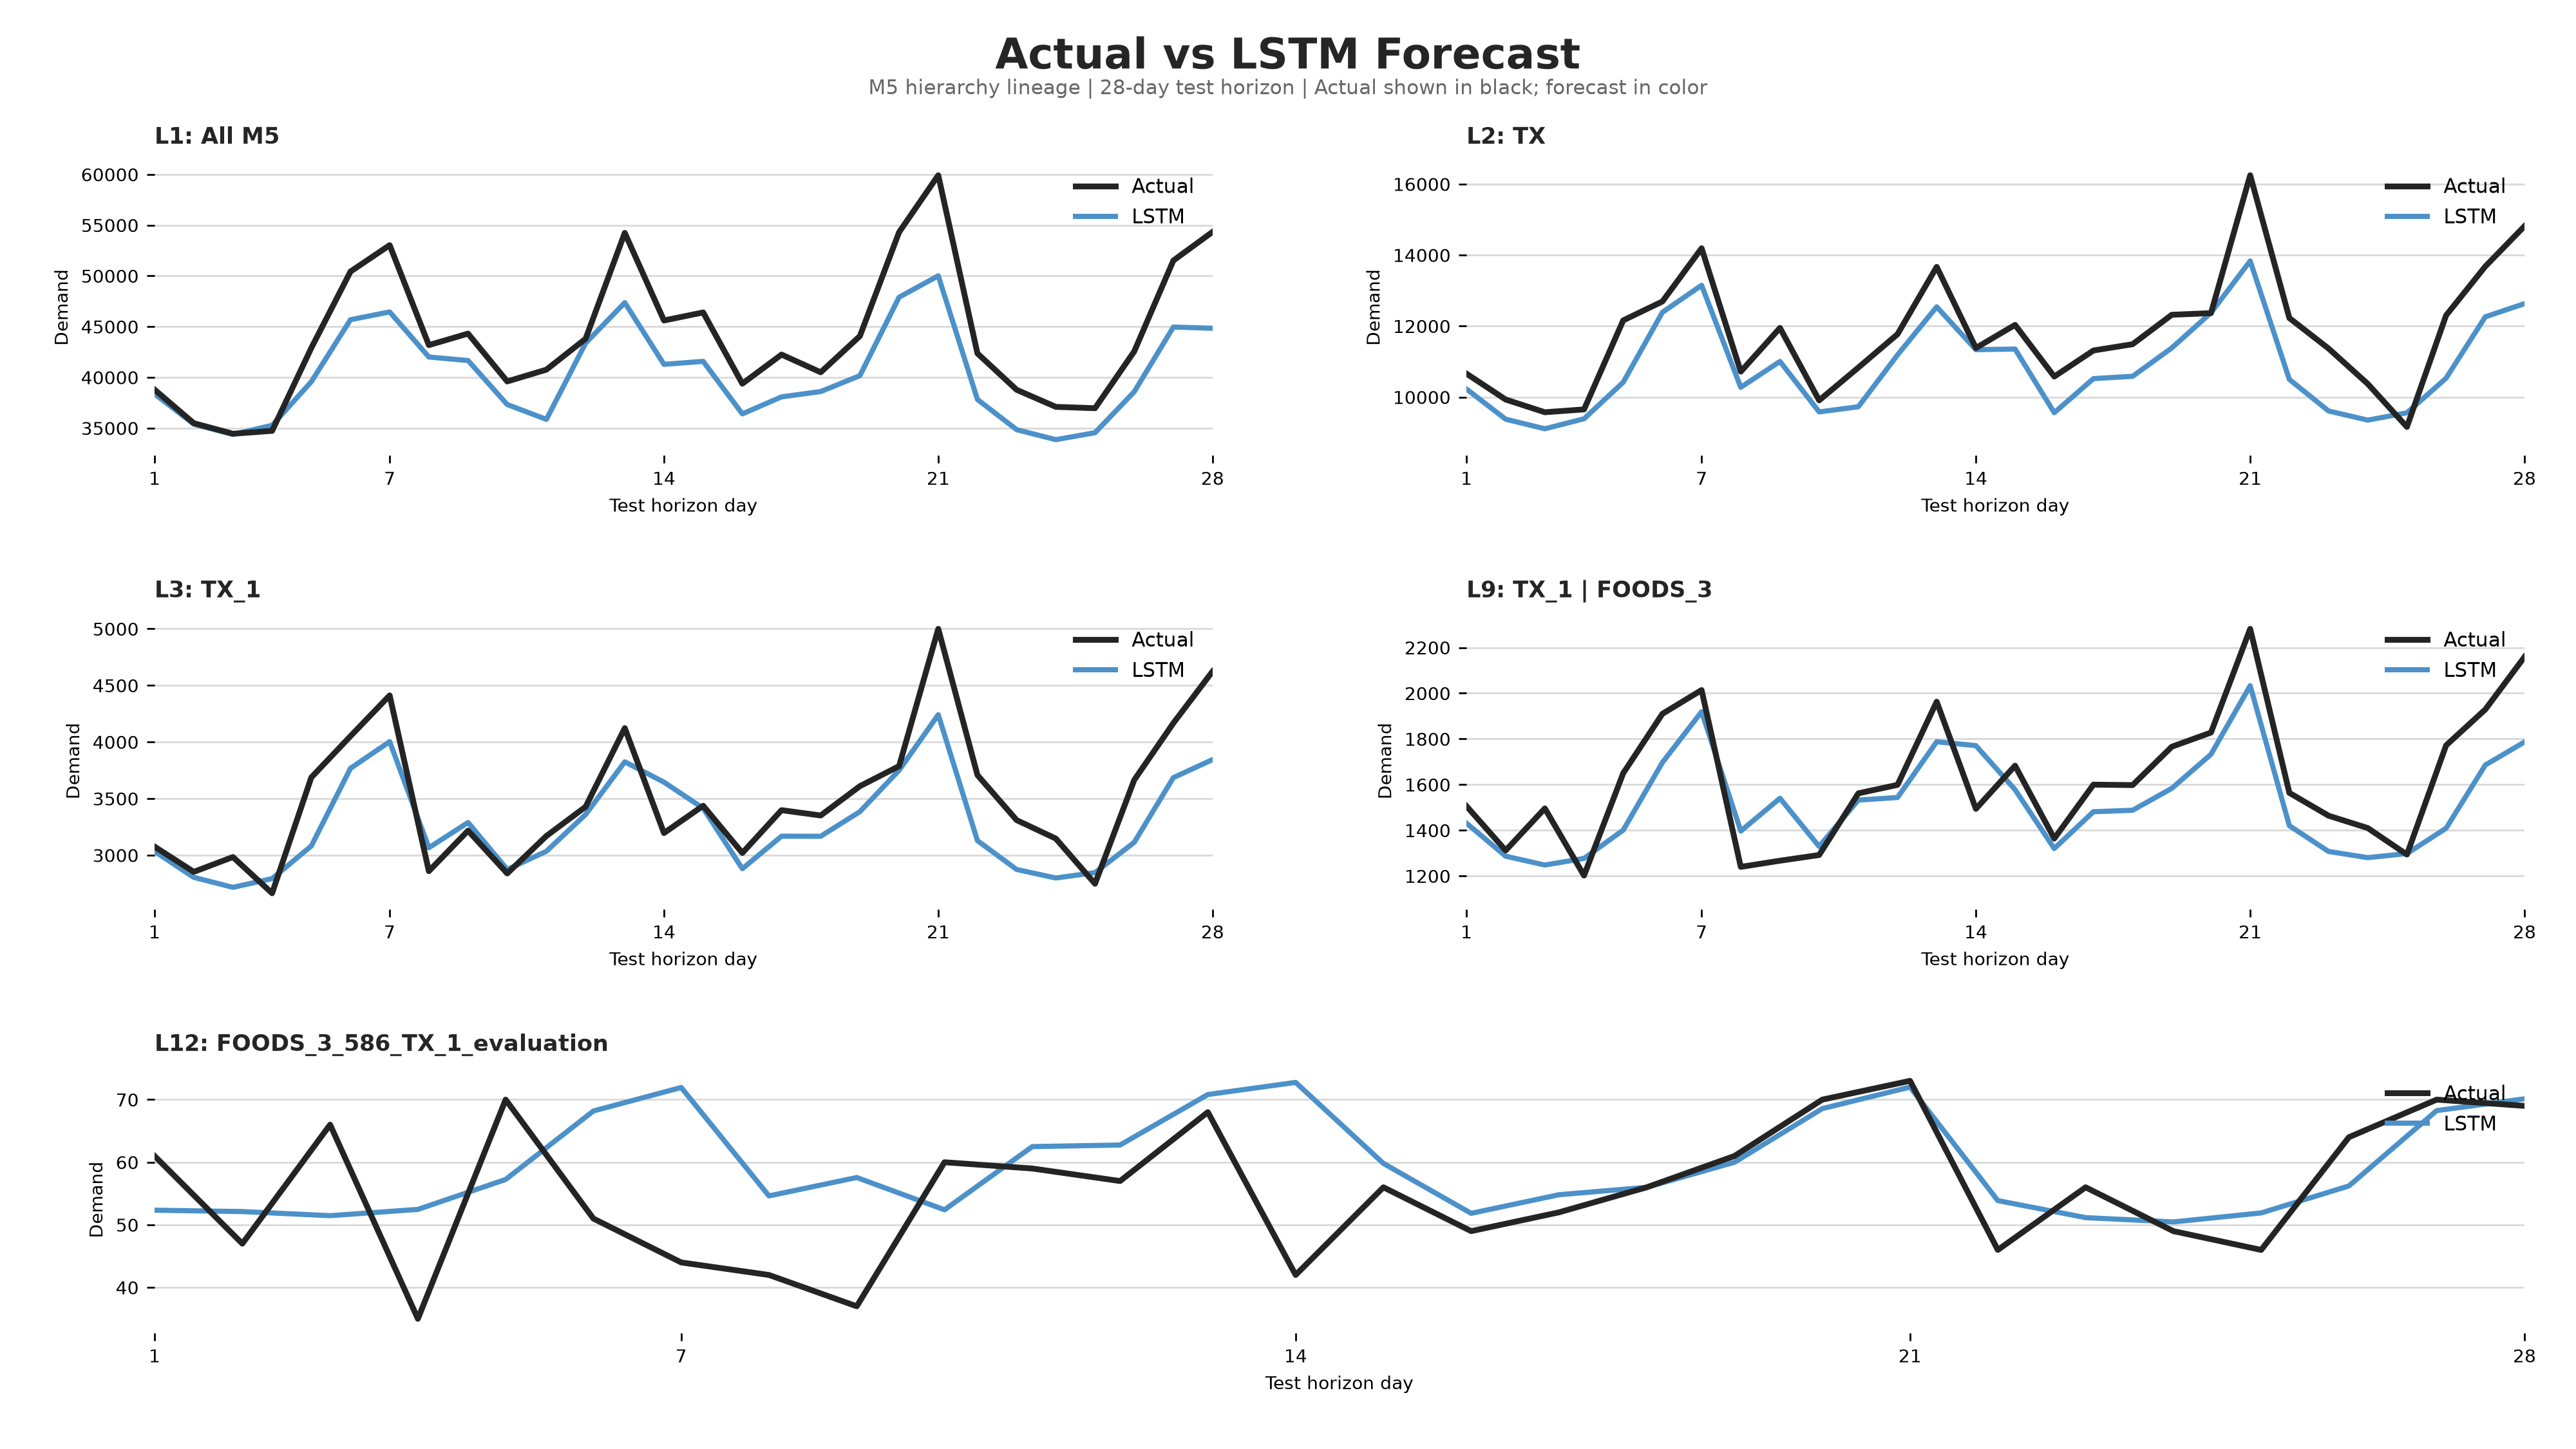 Actual vs LSTM Forecast
M5 hierarchy lineage | 28-day test horizon | Actual shown in black; forecast in color
L1: All M5
60000
55000
50000
45000
40000
35000
Demand
Actual
LSTM
1 7 14 21 28
Test horizon day
L2: TX
16000
14000
12000
10000
Demand
Actual
LSTM
1 7 14 21 28
Test horizon day
L3: TX_1
5000
4500
4000
3500
3000
Demand
Actual
LSTM
1 7 14 21 28
Test horizon day
L9: TX_1 | FOODS_3
2200
2000
1800
1600
1400
1200
Demand
Actual
LSTM
1 7 14 21 28
Test horizon day
L12: FOODS_3_586_TX_1_evaluation
70
60
50
40
Demand
Actual
LSTM
1 7 14 21 28
Test horizon day